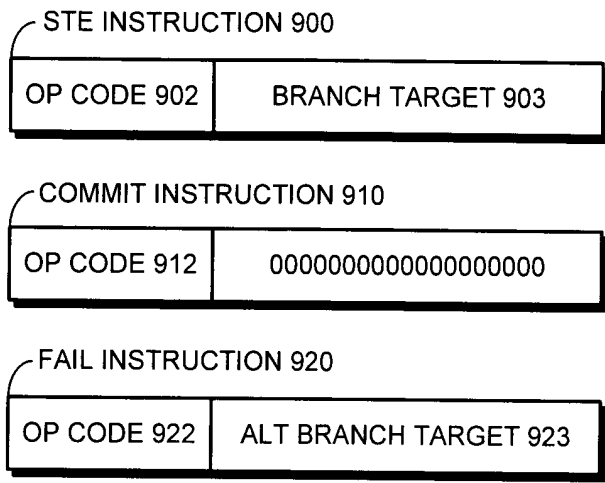 STE INSTRUCTION 900
OP CODE 902 BRANCH TARGET 903
COMMIT INSTRUCTION 910
OP CODE 912 0000000000000000000
FAIL INSTRUCTION 920
OP CODE 922 ALT BRANCH TARGET 923